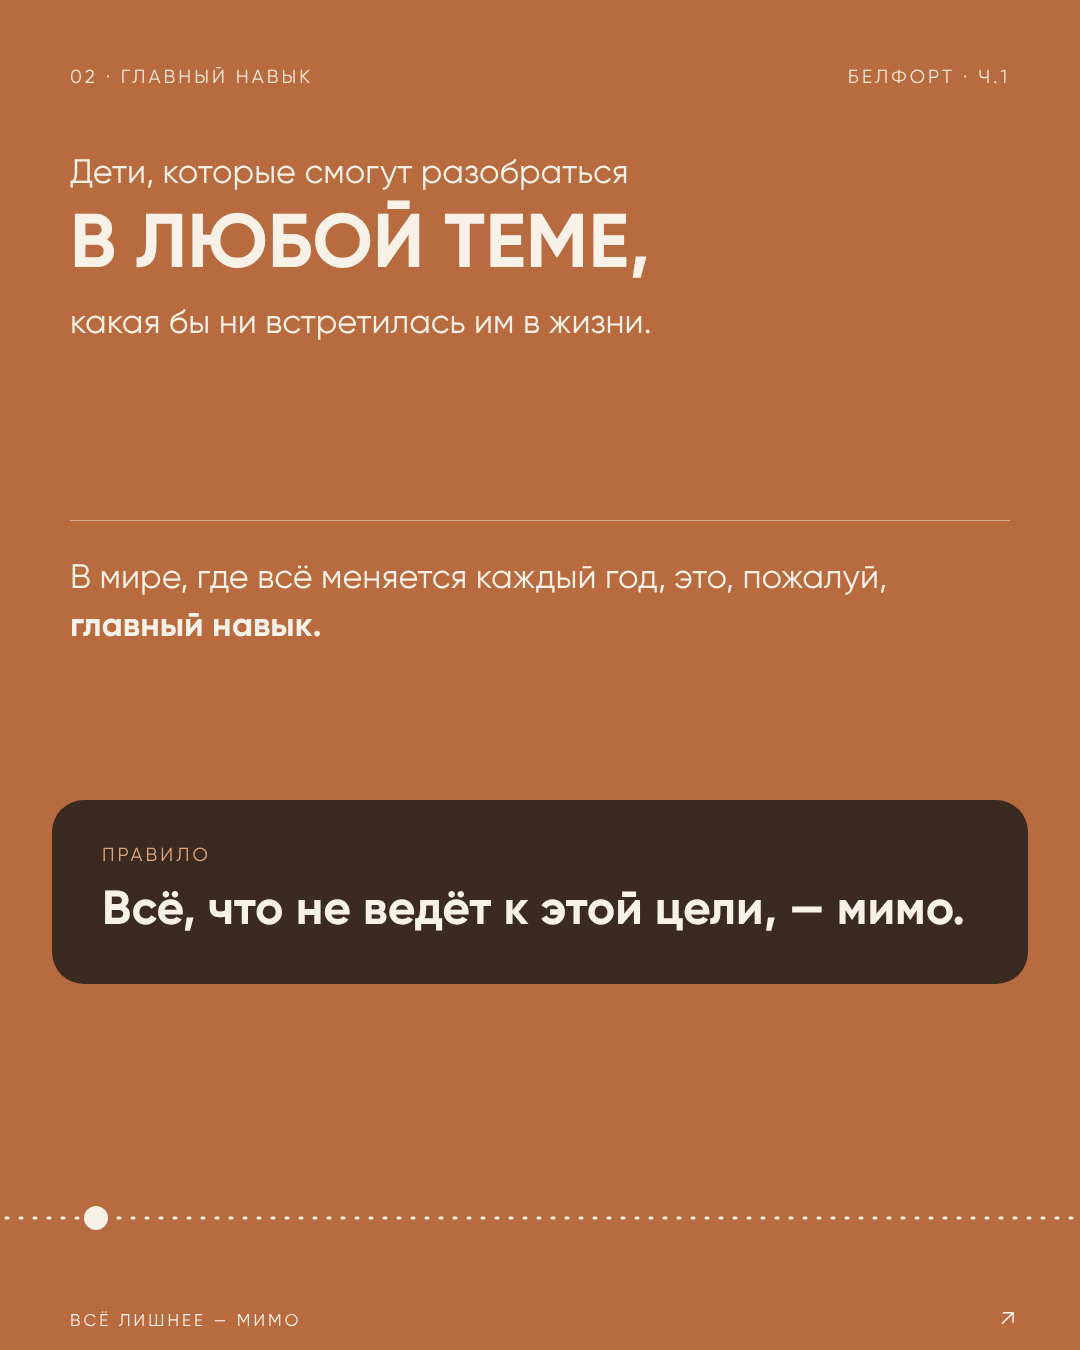 02 · ГЛАВНЫЙ НАВЫК
БЕЛФОРТ · Ч.1
Дети, которые смогут разобраться
В ЛЮБОЙ ТЕМЕ,
какая бы ни встретилась им в жизни.
В мире, где всё меняется каждый год, это, пожалуй,
главный навык.
ПРАВИЛО
Всё, что не ведёт к этой цели, — мимо.
ВСЁ ЛИШНЕЕ — МИМО